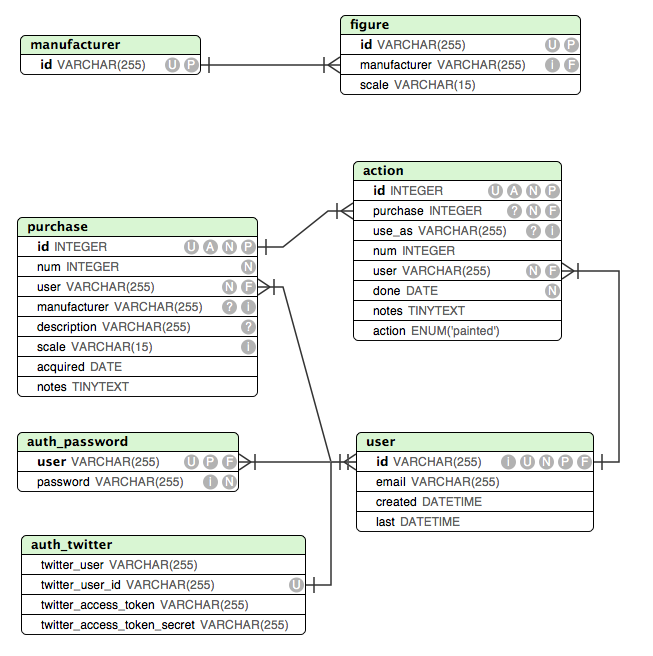 manufacturer
id VARCHAR(255) U P
figure
id VARCHAR(255) U P
manufacturer VARCHAR(255) i F
scale VARCHAR(15)
action
id INTEGER U A N P
purchase INTEGER ? N F
use_as VARCHAR(255) ? i
num INTEGER
user VARCHAR(255) N F
done DATE N
notes TINYTEXT
action ENUM('painted')
purchase
id INTEGER U A N P
num INTEGER N
user VARCHAR(255) N F
manufacturer VARCHAR(255) ? i
description VARCHAR(255) ?
scale VARCHAR(15) i
acquired DATE
notes TINYTEXT
auth_password
user VARCHAR(255) U P F
password VARCHAR(255) i N
user
id VARCHAR(255) I U N P F
email VARCHAR(255)
created DATETIME
last DATETIME
auth_twitter
twitter_user VARCHAR(255)
twitter_user_id VARCHAR(255) U
twitter_access_token VARCHAR(255)
twitter_access_token_secret VARCHAR(255)